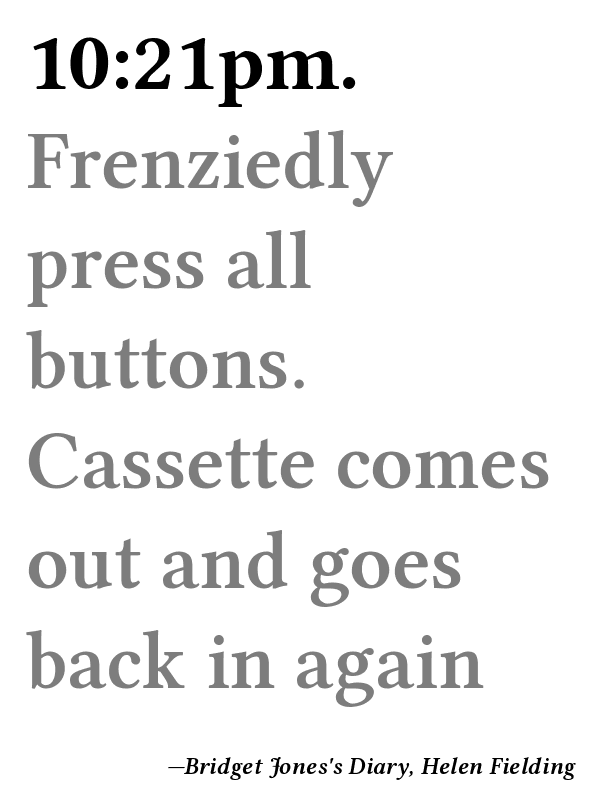 10:21pm.
Frenziedly
press all
buttons.
Cassette comes
out and goes
back in again
—Bridget Jones's Diary, Helen Fielding